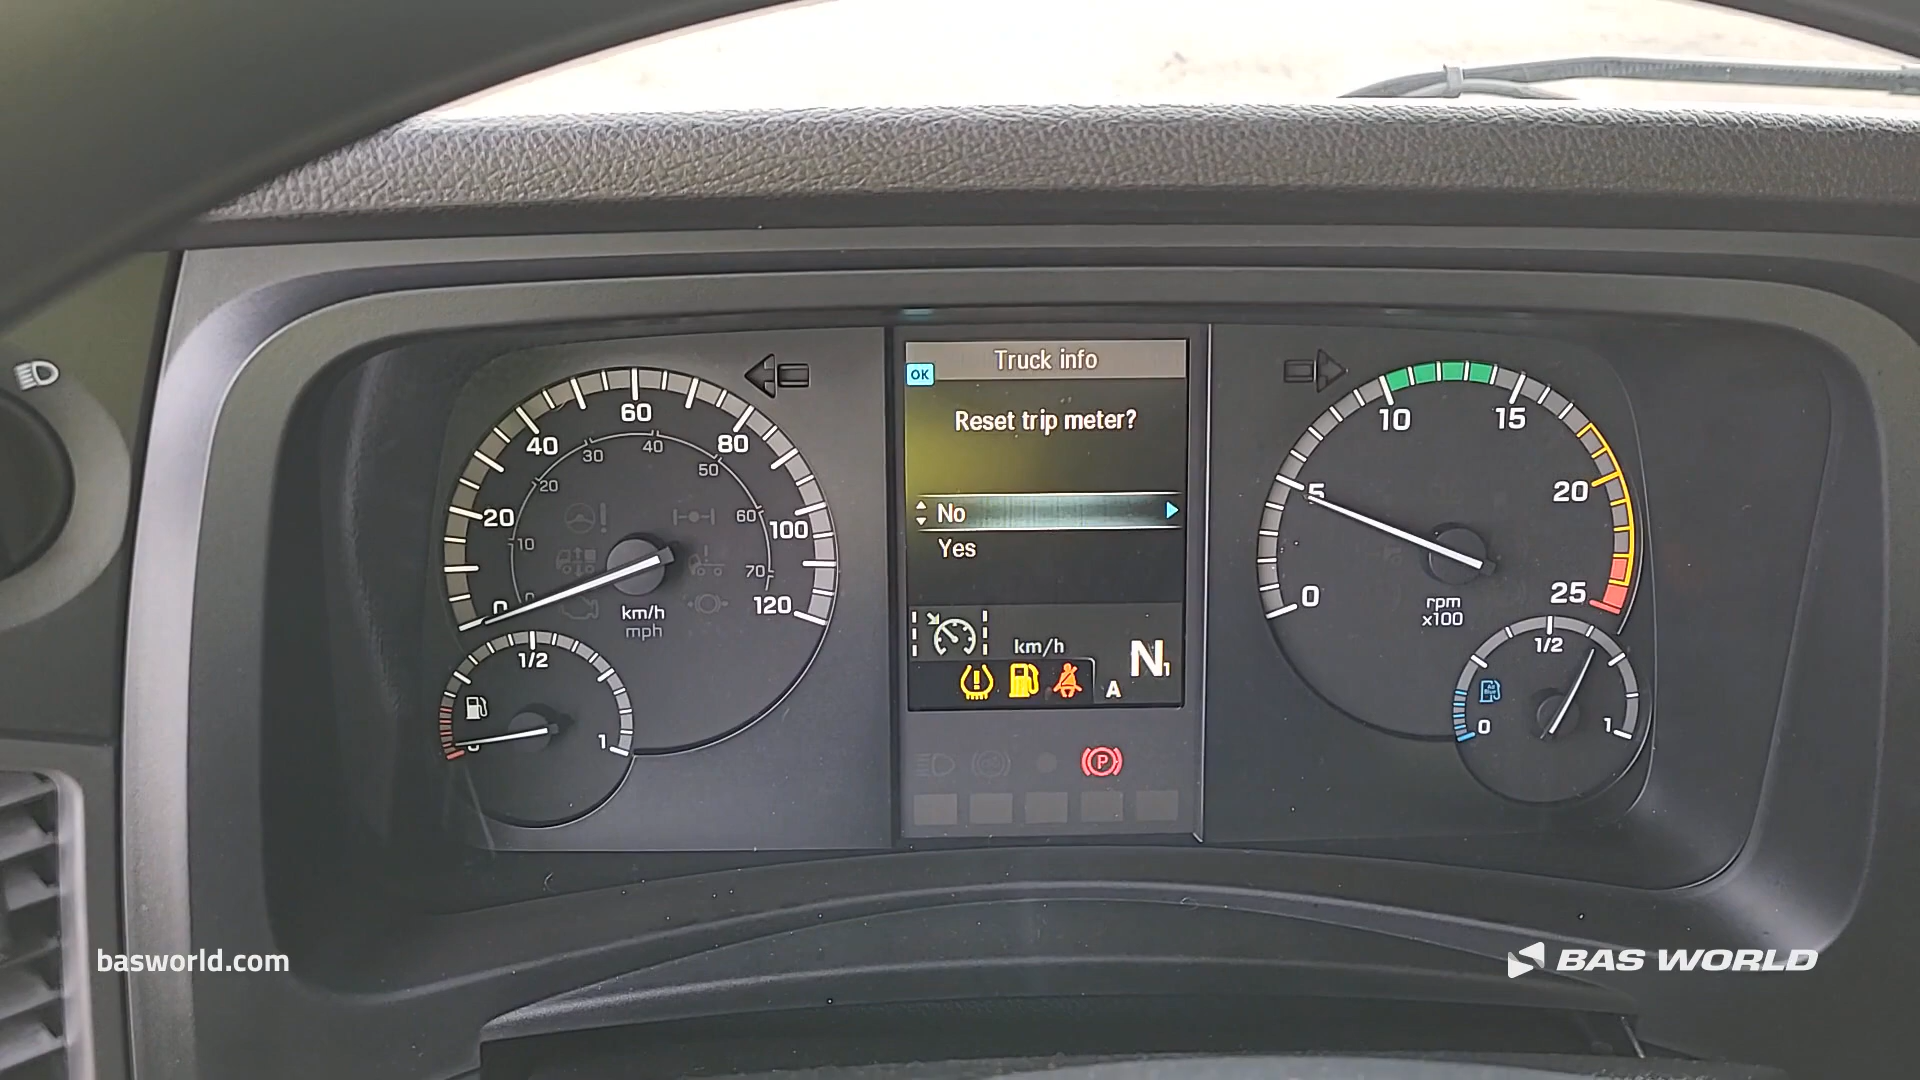 Truck info
OK
Reset trip meter?
No
Yes
km/h
N1
A
P
0
20
40
60
80
100
120
10
20
30
40
50
60
70
km/h
mph
1/2
1
0
5
10
15
20
25
rpm
x100
1/2
0
1
basworld.com
BAS WORLD